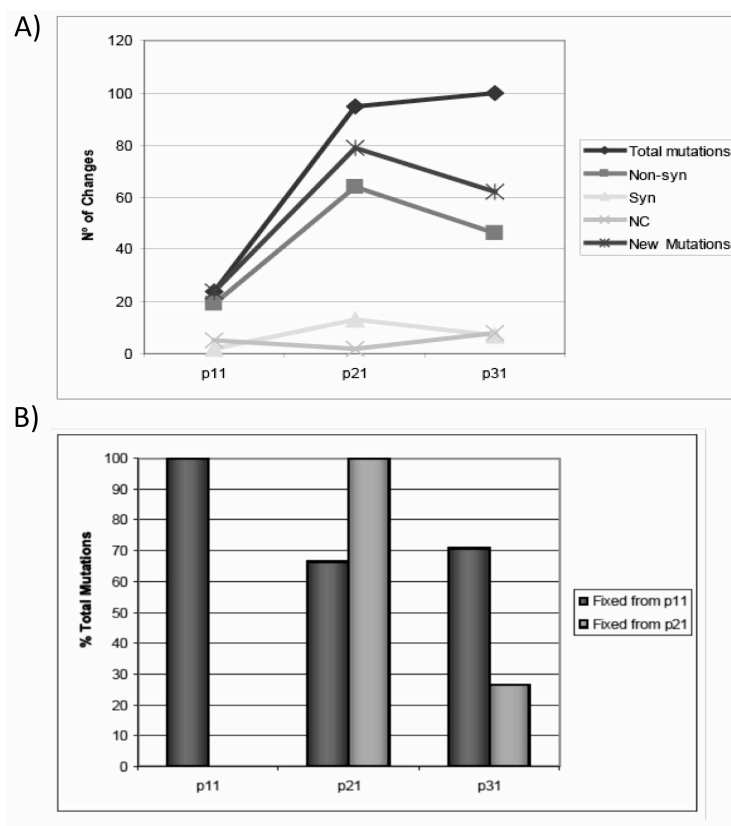 A)
120
100
80
60
40
20
0
Nº of Changes
p11 p21 p31
Total mutations
Non-syn
Syn
NC
New Mutations
B)
100
90
80
70
60
50
40
30
20
10
0
% Total Mutations
p11 p21 p31
Fixed from p11
Fixed from p21